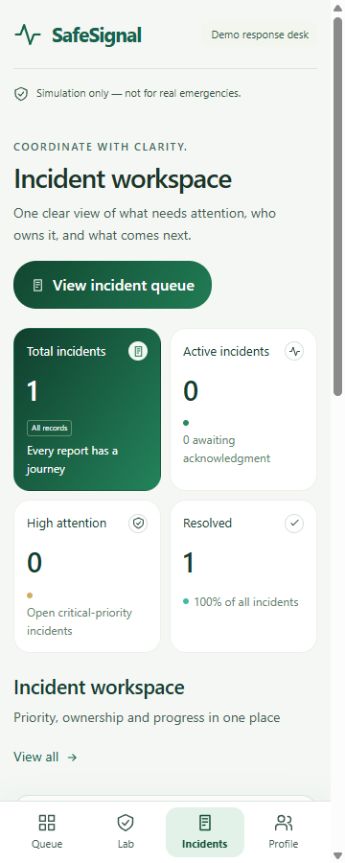 SafeSignal
Demo response desk
Simulation only — not for real emergencies.
COORDINATE WITH CLARITY.
Incident workspace
One clear view of what needs attention, who
owns it, and what comes next.
View incident queue
Total incidents
1
All records
Every report has a
journey
Active incidents
0
0 awaiting
acknowledgment
High attention
0
Open critical-priority
incidents
Resolved
1
100% of all incidents
Incident workspace
Priority, ownership and progress in one place
View all →
Queue
Lab
Incidents
Profile